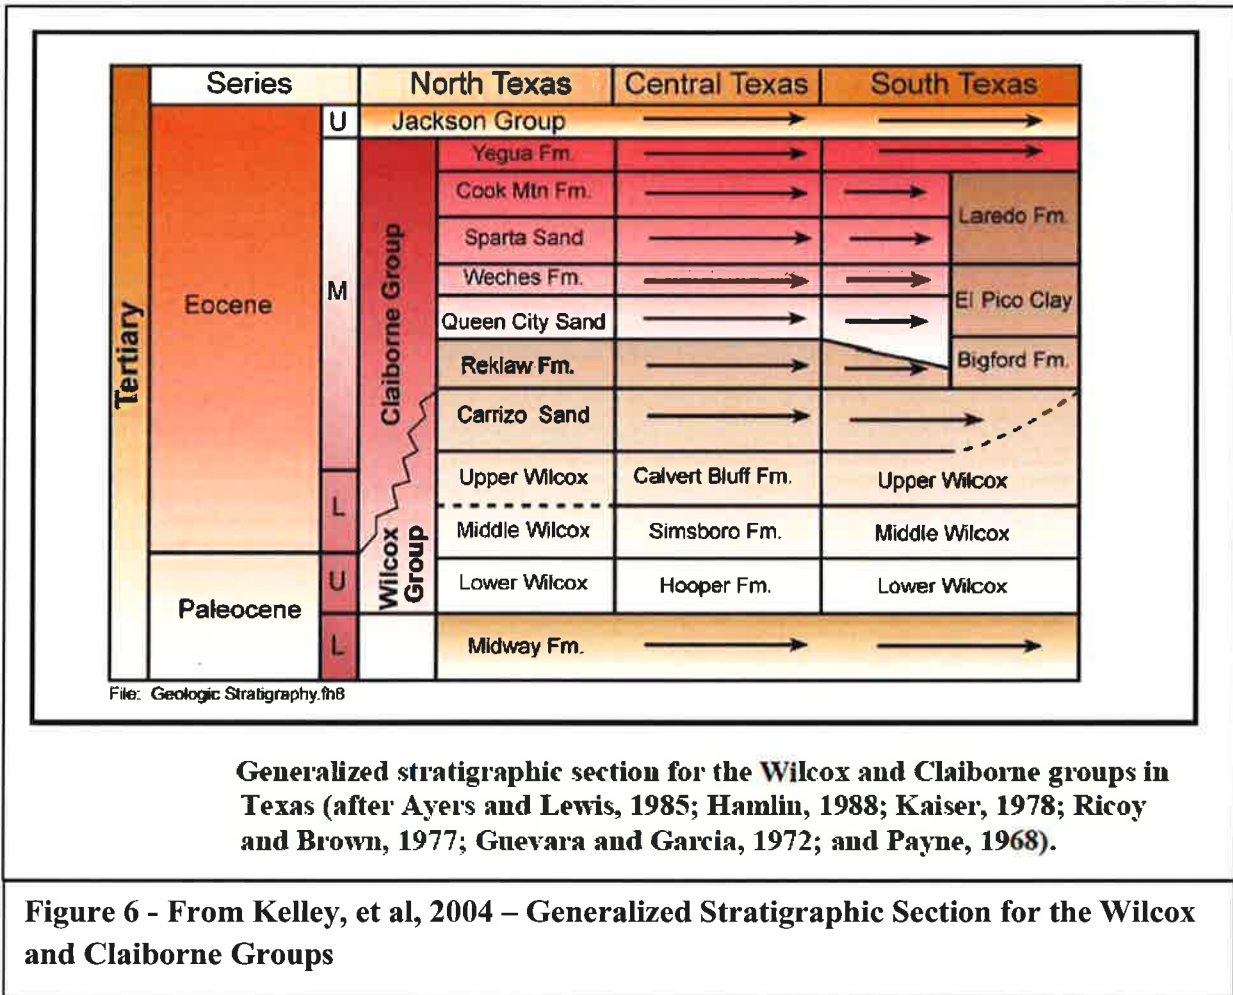 Series North Texas Central Texas South Texas
Tertiary
Eocene
Paleocene
U
M
L
U
L
Claiborne Group
Wilcox
Group
Jackson Group
Yegua Fm.
Cook Mtn Fm.
Sparta Sand
Weches Fm.
Queen City Sand
Reklaw Fm.
Carrizo Sand
Laredo Fm.
El Pico Clay
Bigford Fm.
Upper Wilcox Calvert Bluff Fm. Upper Wilcox
Middle Wilcox Simsboro Fm. Middle Wilcox
Lower Wilcox Hooper Fm. Lower Wilcox
Midway Fm.
File: Geologic Stratigraphy.fh8
Generalized stratigraphic section for the Wilcox and Claiborne groups in
Texas (after Ayers and Lewis, 1985; Hamlin, 1988; Kaiser, 1978; Ricoy
and Brown, 1977; Guevara and Garcia, 1972; and Payne, 1968).
Figure 6 - From Kelley, et al, 2004 – Generalized Stratigraphic Section for the Wilcox
and Claiborne Groups